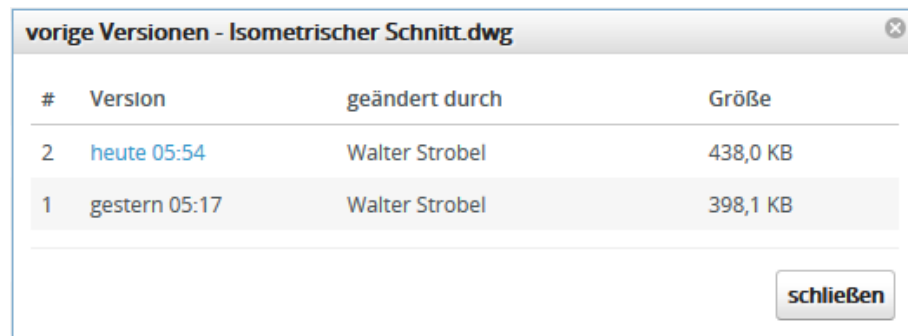 vorige Versionen - Isometrischer Schnitt.dwg
# Version geändert durch Größe
2 heute 05:54 Walter Strobel 438,0 KB
1 gestern 05:17 Walter Strobel 398,1 KB
schließen